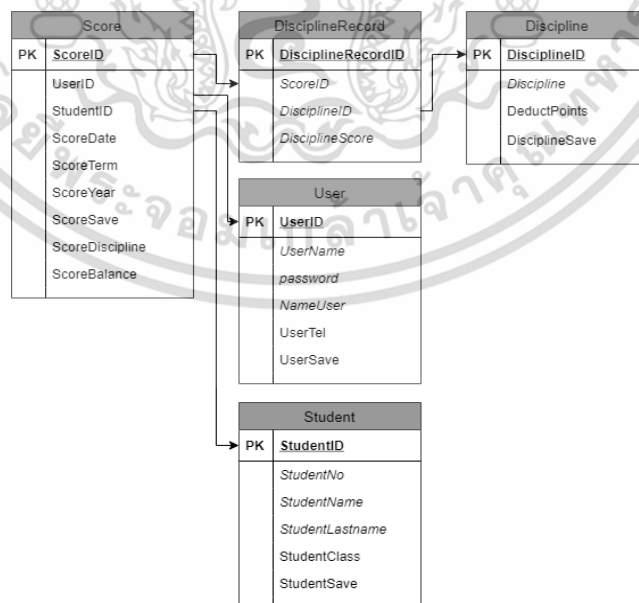 Score
PK ScoreID
UserID
StudentID
ScoreDate
ScoreTerm
ScoreYear
ScoreSave
ScoreDiscipline
ScoreBalance
DisciplineRecord
PK DisciplineRecordID
ScoreID
DisciplineID
DisciplineScore
Discipline
PK DisciplineID
Discipline
DeductPoints
DisciplineSave
User
PK UserID
UserName
password
NameUser
UserTel
UserSave
Student
PK StudentID
StudentNo
StudentName
StudentLastname
StudentClass
StudentSave